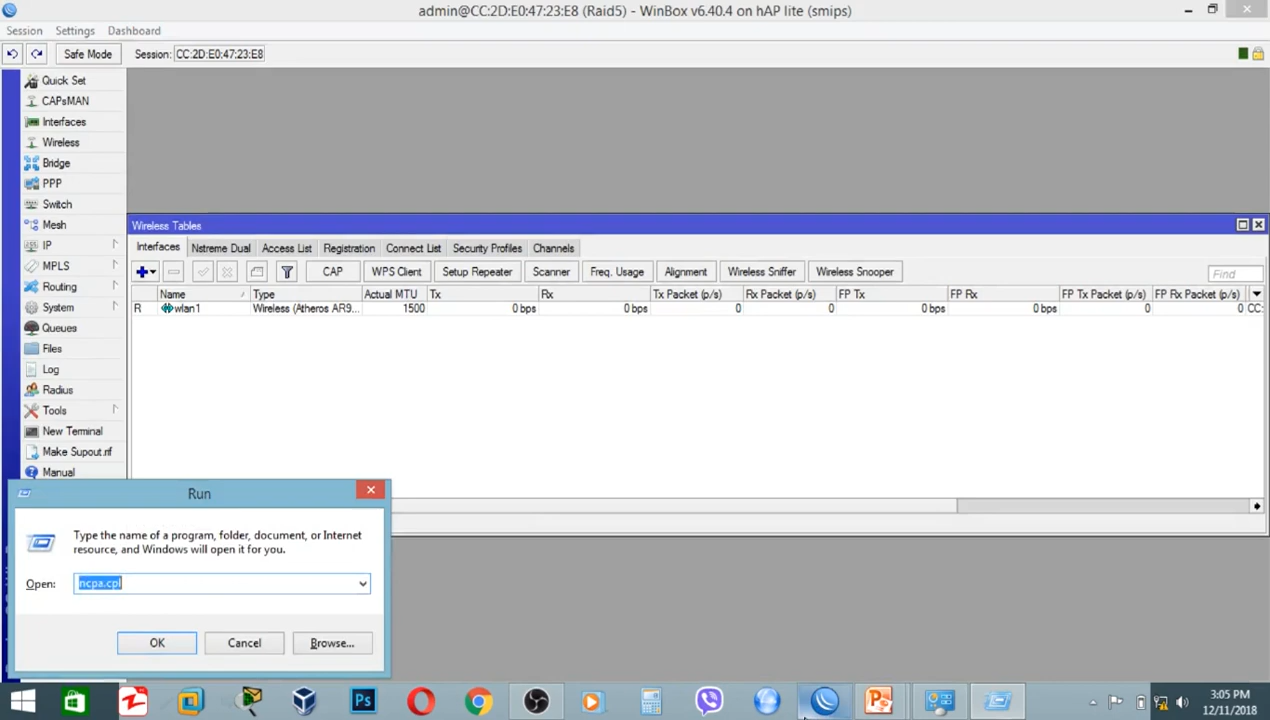 admin@CC:2D:E0:47:23:E8 (Raid5) - WinBox v6.40.4 on hAP lite (smips)
Session Settings Dashboard
Safe Mode Session: CC:2D:E0:47:23:E8
Quick Set
CAPsMAN
Interfaces
Wireless
Bridge
PPP
Switch
Mesh
IP
MPLS
Routing
System
Queues
Files
Log
Radius
Tools
New Terminal
Make Supout.rif
Manual
Wireless Tables
Interfaces Nstreme Dual Access List Registration Connect List Security Profiles Channels
CAP WPS Client Setup Repeater Scanner Freq. Usage Alignment Wireless Sniffer Wireless Snooper Find
Name Type Actual MTU Tx Rx Tx Packet (p/s) Rx Packet (p/s) FP Tx FP Rx FP Tx Packet (p/s) FP Rx Packet (p/s)
R wlan1 Wireless (Atheros AR9... 1500 0 bps 0 bps 0 0 0 bps 0 bps 0 0 CC:
Run
Type the name of a program, folder, document, or Internet
resource, and Windows will open it for you.
Open: ncpa.cpl
OK Cancel Browse...
Ps
3:05 PM
12/11/2018